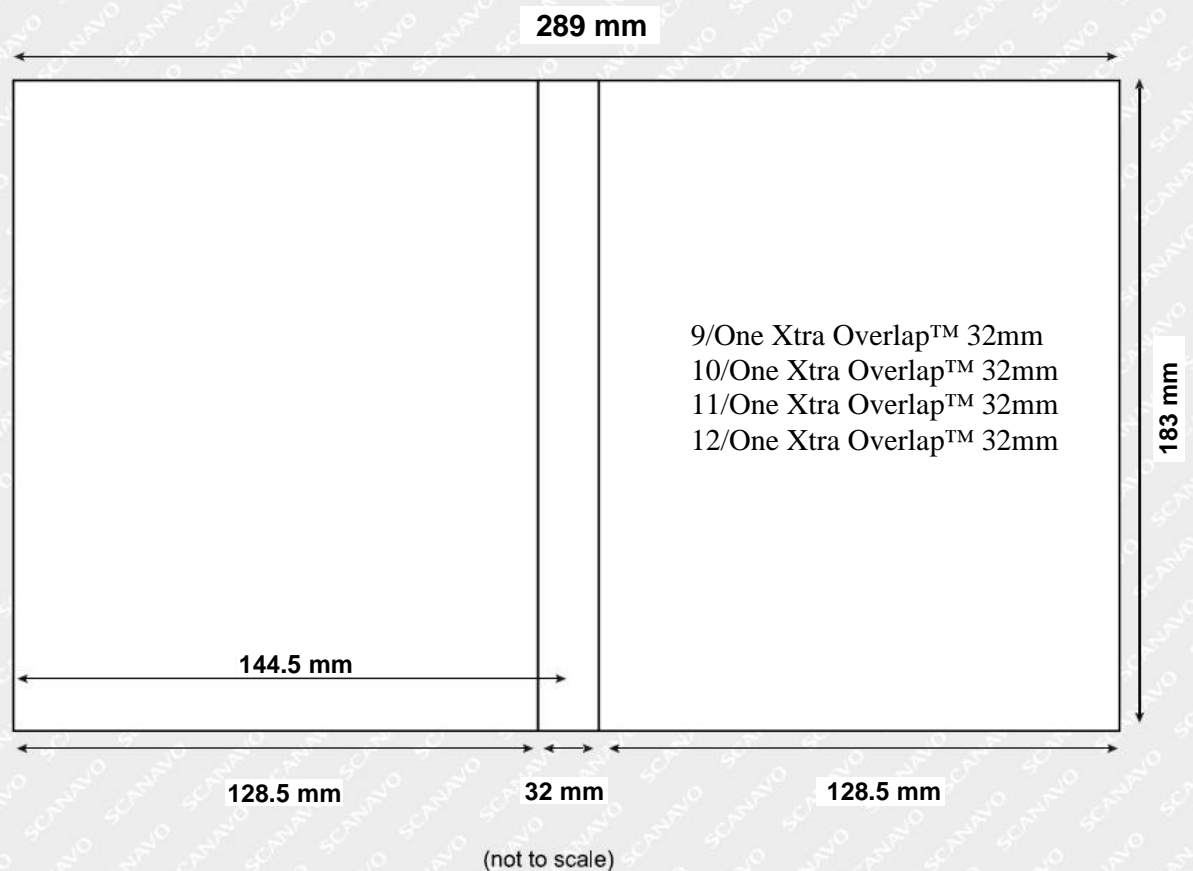 289 mm
9/One Xtra Overlap™ 32mm
10/One Xtra Overlap™ 32mm
11/One Xtra Overlap™ 32mm
12/One Xtra Overlap™ 32mm
183 mm
144.5 mm
128.5 mm 32 mm 128.5 mm
(not to scale)
SCANAVO